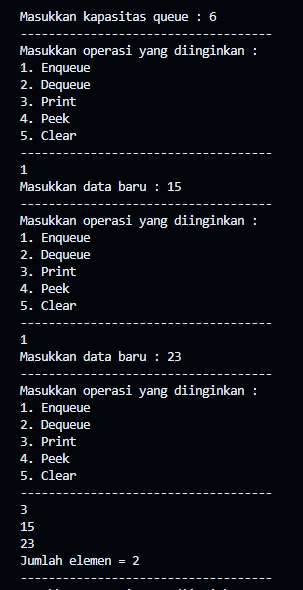 Masukkan kapasitas queue : 6
------------------------------------
Masukkan operasi yang diinginkan :
1. Enqueue
2. Dequeue
3. Print
4. Peek
5. Clear
------------------------------------
1
Masukkan data baru : 15
------------------------------------
Masukkan operasi yang diinginkan :
1. Enqueue
2. Dequeue
3. Print
4. Peek
5. Clear
------------------------------------
1
Masukkan data baru : 23
------------------------------------
Masukkan operasi yang diinginkan :
1. Enqueue
2. Dequeue
3. Print
4. Peek
5. Clear
------------------------------------
3
15
23
Jumlah elemen = 2
------------------------------------